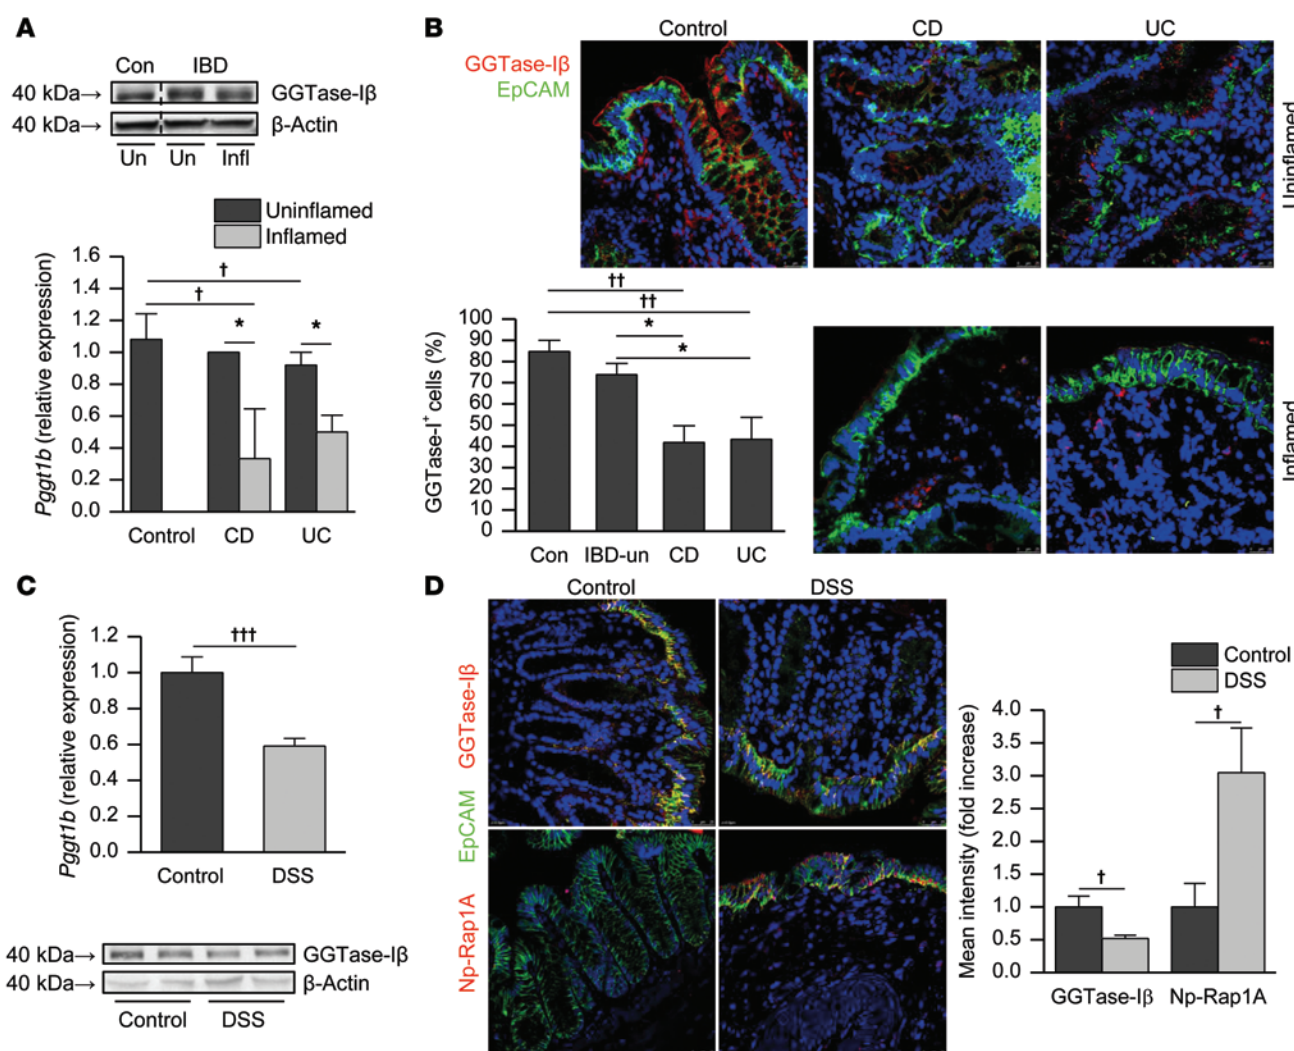 A
Con IBD
40 kDa→ GGTase-Iβ
40 kDa→ β-Actin
Un Un Infl
Uninflamed
Inflamed
Pggt1b (relative expression)
1.6
1.4
1.2
1.0
0.8
0.6
0.4
0.2
0.0
†
†
* *
Control CD UC
B
Control CD UC
GGTase-Iβ
EpCAM
Uninflamed
Inflamed
GGTase-I+ cells (%)
100
90
80
70
60
50
40
30
20
10
0
††
††
*
*
Con IBD-un CD UC
C
Pggt1b (relative expression)
1.2
1.0
0.8
0.6
0.4
0.2
0.0
†††
Control DSS
40 kDa→ GGTase-Iβ
40 kDa→ β-Actin
Control DSS
D
Control DSS
Np-Rap1A EpCAM GGTase-Iβ
Control
DSS
Mean intensity (fold increase)
4.0
3.5
3.0
2.5
2.0
1.5
1.0
0.5
0.0
†
†
GGTase-Iβ Np-Rap1A